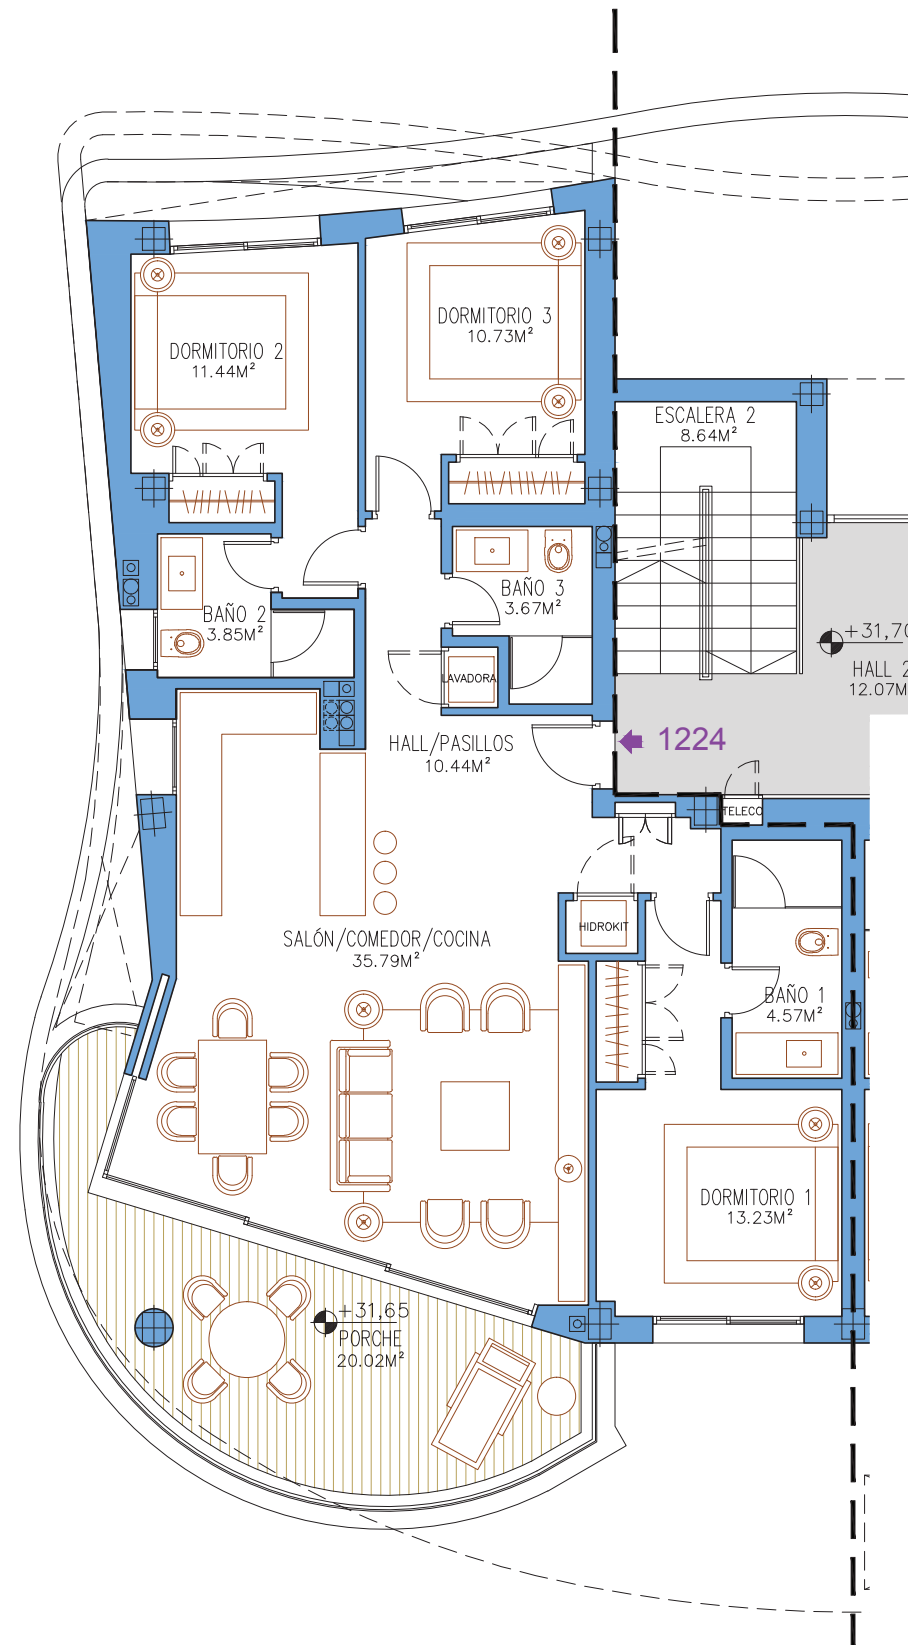 DORMITORIO 3
10.73M²
DORMITORIO 2
11.44M²
ESCALERA 2
8.64M²
BAÑO 3
3.67M²
BAÑO 2
3.85M²
+31,70
HALL 2
12.07M
LAVADORA
HALL/PASILLOS
10.44M²
1224
TELECO
HIDROKIT
SALÓN/COMEDOR/COCINA
35.79M²
BAÑO 1
4.57M²
DORMITORIO 1
13.23M²
+31,65
PORCHE
20.02M²